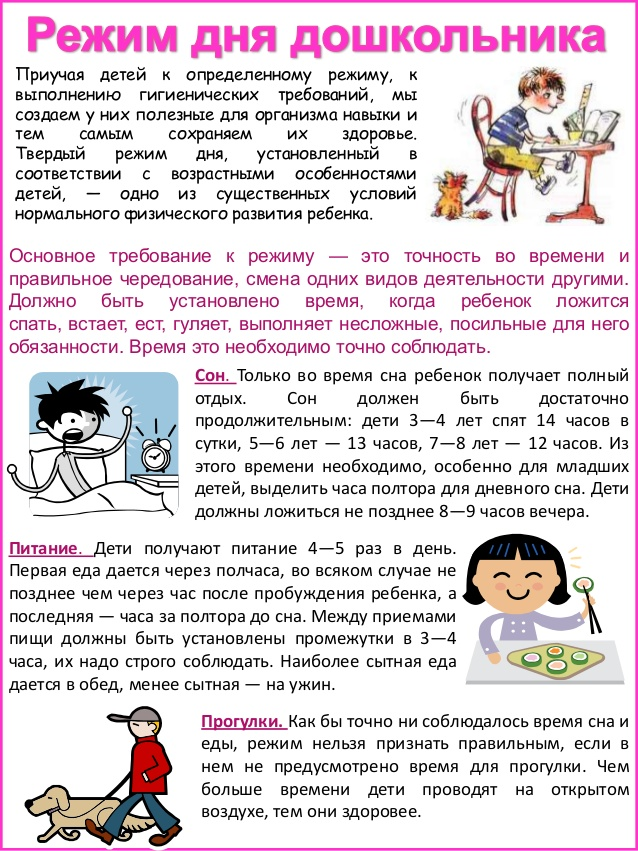 Режим дня дошкольника
Приучая детей к определенному режиму, к
выполнению гигиенических требований, мы
создаем у них полезные для организма навыки и
тем самым сохраняем их здоровье.
Твердый режим дня, установленный в
соответствии с возрастными особенностями
детей, — одно из существенных условий
нормального физического развития ребенка.
Основное требование к режиму — это точность во времени и
правильное чередование, смена одних видов деятельности другими.
Должно быть установлено время, когда ребенок ложится
спать, встает, ест, гуляет, выполняет несложные, посильные для него
обязанности. Время это необходимо точно соблюдать.
Сон. Только во время сна ребенок получает полный
отдых. Сон должен быть достаточно
продолжительным: дети 3—4 лет спят 14 часов в
сутки, 5—6 лет — 13 часов, 7—8 лет — 12 часов. Из
этого времени необходимо, особенно для младших
детей, выделить часа полтора для дневного сна. Дети
должны ложиться не позднее 8—9 часов вечера.
Питание. Дети получают питание 4—5 раз в день.
Первая еда дается через полчаса, во всяком случае не
позднее чем через час после пробуждения ребенка, а
последняя — часа за полтора до сна. Между приемами
пищи должны быть установлены промежутки в 3—4
часа, их надо строго соблюдать. Наиболее сытная еда
дается в обед, менее сытная — на ужин.
Прогулки. Как бы точно ни соблюдалось время сна и
еды, режим нельзя признать правильным, если в
нем не предусмотрено время для прогулки. Чем
больше времени дети проводят на открытом
воздухе, тем они здоровее.